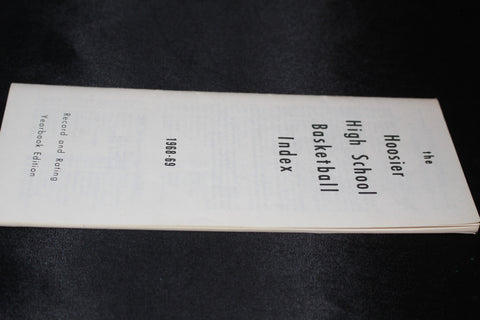 the
Hoosier
High School
Basketball
Index
1968-69
Record and Rating
Yearbook Edition